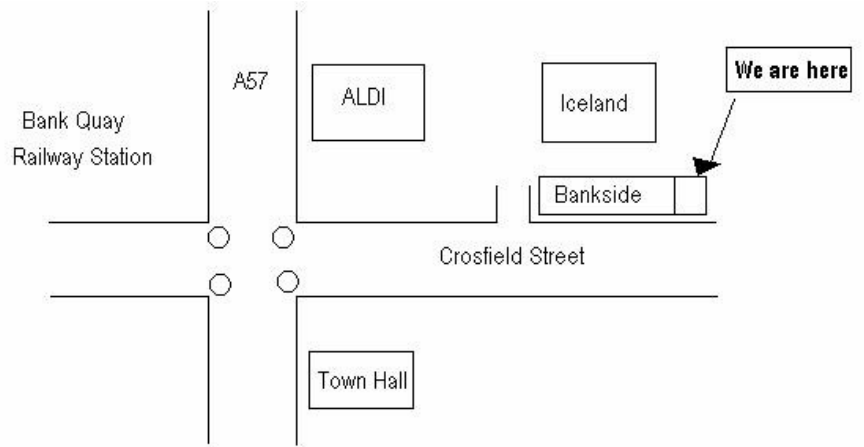 A57
ALDI
Iceland
We are here
Bank Quay
Railway Station
Bankside
Crosfield Street
Town Hall